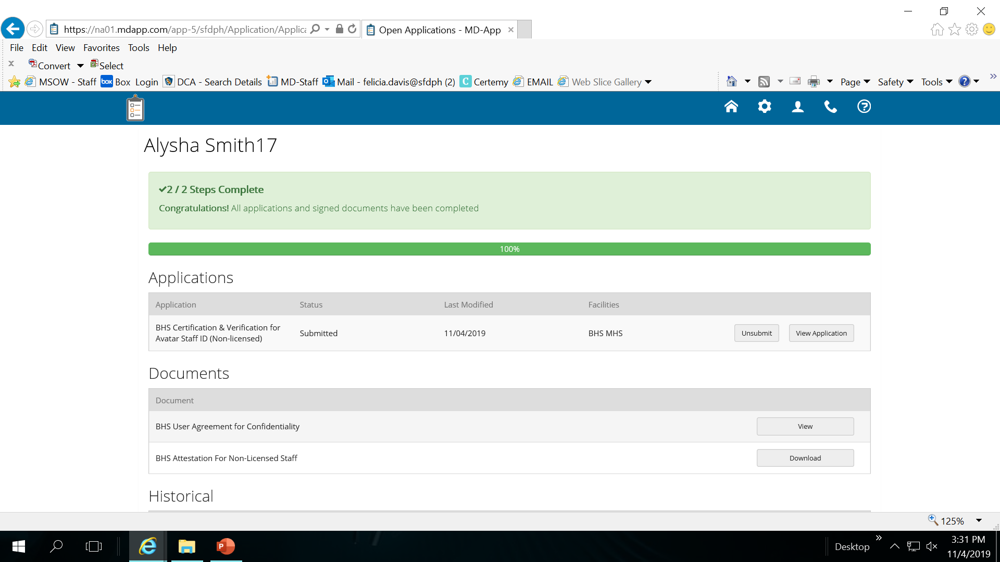 https://na01.mdapp.com/app-5/sfdph/Application/Applica
Open Applications - MD-App
File Edit View Favorites Tools Help
x Convert Select
MSOW - Staff box Box Login DCA - Search Details MD-Staff Mail - felicia.davis@sfdph (2) C Certemy EMAIL Web Slice Gallery Page Safety Tools
Alysha Smith17
2 / 2 Steps Complete
Congratulations! All applications and signed documents have been completed
100%
Applications
Application Status Last Modified Facilities
BHS Certification & Verification for
Avatar Staff ID (Non-licensed)
Submitted 11/04/2019 BHS MHS Unsubmit View Application
Documents
Document
BHS User Agreement for Confidentiality View
BHS Attestation For Non-Licensed Staff Download
Historical
125%
Desktop 3:31 PM
11/4/2019